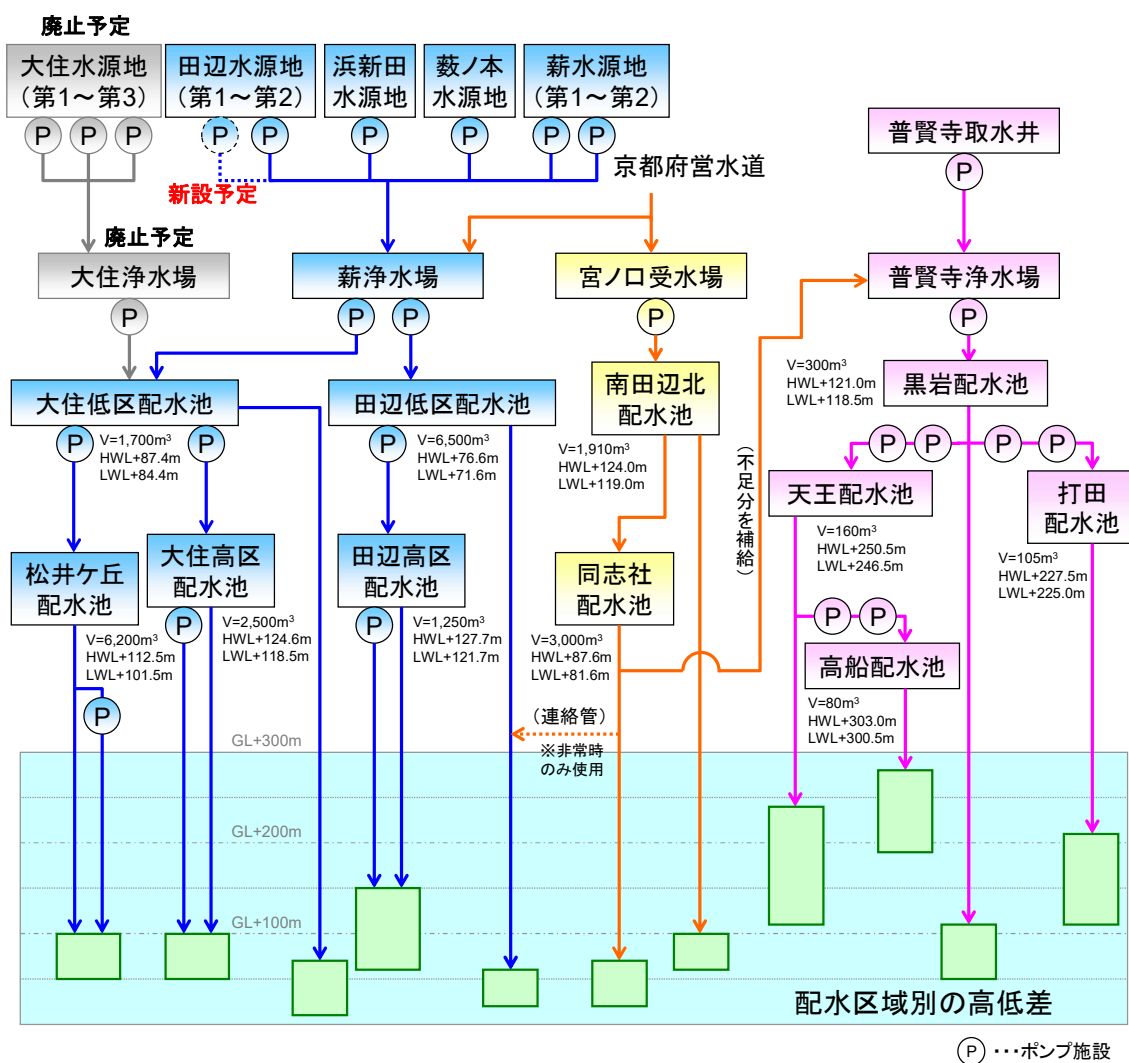 廃止予定
大住水源地
(第1～第3)
田辺水源地
(第1～第2)
浜新田
水源地
薮ノ本
水源地
薪水源地
(第1～第2)
普賢寺取水井
P
P
P
P
P
P
P
P
P
P
新設予定
京都府営水道
廃止予定
大住浄水場
薪浄水場
宮ノ口受水場
普賢寺浄水場
P
P
P
P
P
大住低区配水池
V=1,700m³
HWL+87.4m
LWL+84.4m
P
P
田辺低区配水池
V=6,500m³
HWL+76.6m
LWL+71.6m
P
南田辺北
配水池
V=1,910m³
HWL+124.0m
LWL+119.0m
(不足分を補給)
V=300m³
HWL+121.0m
LWL+118.5m
黒岩配水池
P
P
P
P
天王配水池
V=160m³
HWL+250.5m
LWL+246.5m
打田
配水池
V=105m³
HWL+227.5m
LWL+225.0m
松井ケ丘
配水池
V=6,200m³
HWL+112.5m
LWL+101.5m
P
大住高区
配水池
P
V=2,500m³
HWL+124.6m
LWL+118.5m
田辺高区
配水池
P
V=1,250m³
HWL+127.7m
LWL+121.7m
同志社
配水池
V=3,000m³
HWL+87.6m
LWL+81.6m
P
P
高船配水池
V=80m³
HWL+303.0m
LWL+300.5m
(連絡管)
※非常時
のみ使用
GL+300m
GL+200m
GL+100m
配水区域別の高低差
P ･･･ポンプ施設